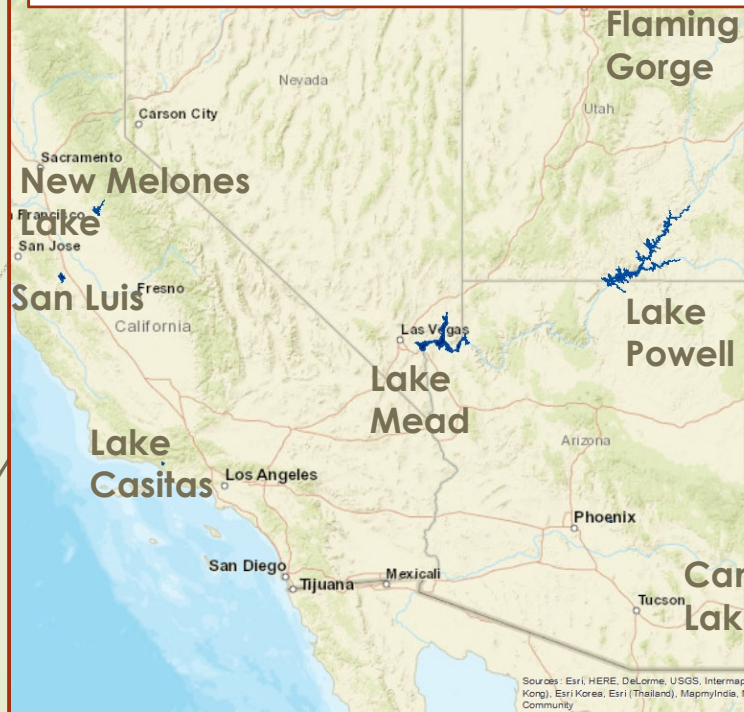 Flaming
Gorge
Nevada
Utah
Carson City
Sacramento
New Melones
Francisco
Lake
San Jose
San Luis
Fresno
California
Las Vegas
Lake
Powell
Lake
Mead
Arizona
Lake
Casitas
Los Angeles
Phoenix
San Diego
Tijuana
Mexicali
Car
Lak
Tucson
Sources: Esri, HERE, DeLorme, USGS, Intermap
Kong), Esri Korea, Esri (Thailand), MapmyIndia,
Community